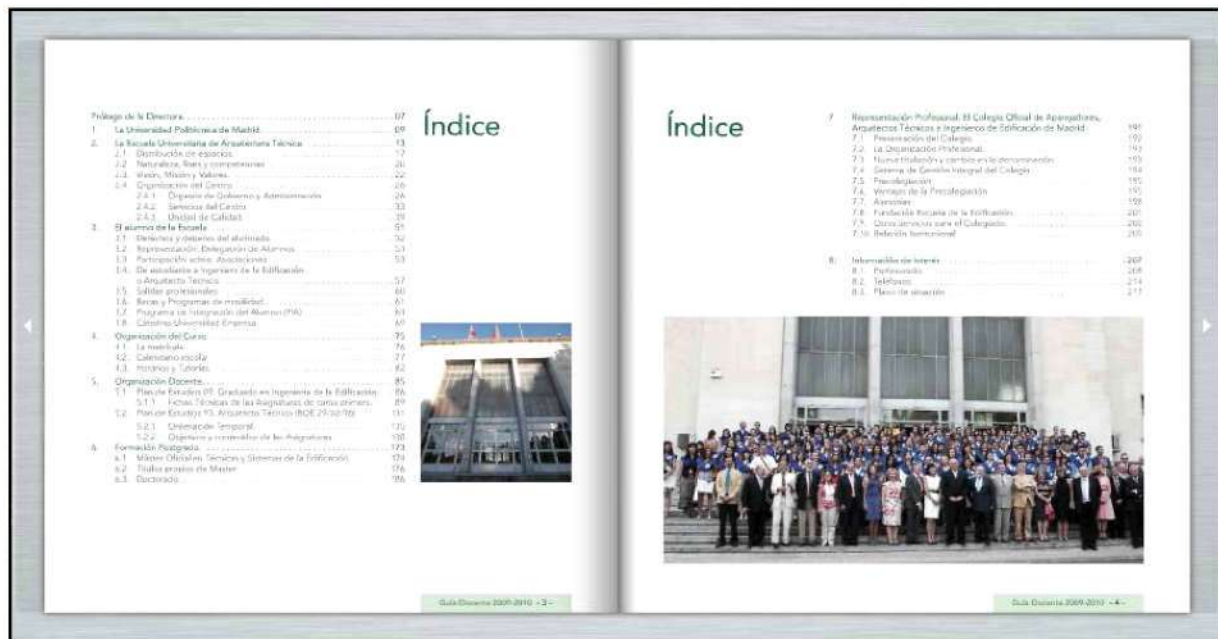 Índice
Prólogo de la Directora 07
1. La Universidad Politécnica de Madrid 09
2. La Escuela Universitaria de Arquitectura Técnica 13
2.1. Distribución de espacios 17
2.2. Naturaleza, fines y competencias 20
2.3. Visión, Misión y Valores 22
2.4. Organización del Centro 26
2.4.1. Órganos de Gobierno y Administración 26
2.4.2. Servicios del Centro 33
2.4.3. Unidad de Calidad 39
3. El alumno de la Escuela 51
3.1. Derechos y deberes del alumnado 52
3.2. Representación: Delegación de Alumnos 53
3.3. Participación activa: Asociaciones 53
3.4. De estudiante a Ingeniero de la Edificación
o Arquitecto Técnico 57
3.5. Salidas profesionales 60
3.6. Becas y Programas de movilidad 61
3.7. Programa de Integración del Alumno (PIA)
3.8. Cátedras Universidad Empresa 69
4. Organización del Curso 75
4.1. La matrícula 76
4.2. Calendario escolar 77
4.3. Horarios y Tutorías 82
5. Organización Docente 85
5.1. Plan de Estudios 09. Graduado en Ingeniería de la Edificación 86
5.1.1. Fichas Técnicas de las Asignaturas de curso primero 89
5.2. Plan de Estudios Arquitecto Técnico (BOE
5.2.1. Ordenación Temporal
5.2.2. Objetivos y contenidos de las Asignaturas
6. Formación Postgrado 173
6.1. Máster Oficial en Técnicas y Sistemas de la Edificación 174
6.2. Títulos propios de Master 176
6.3. Doctorado 186
Guía Docente 2009-2010 - 3 -
Índice
7. Representación Profesional: El Colegio Oficial de Aparejadores,
Arquitectos Técnicos e Ingenieros de Edificación de Madrid 191
7.1. Presentación del Colegio 192
7.2. La Organización Profesional 193
7.3. Nueva titulación y cambio en la denominación 193
7.4. Sistema de Gestión Integral del Colegio 194
7.5. Precolegiación 195
7.6. Ventajas de la Precolegiación 195
7.7. 198
7.8. Fundación Escuela de la Edificación 201
7.9. Otros servicios para el Colegiado
7.10. Relación Institucional
8. Información de Interés 207
8.1. Profesorado 208
8.2. Teléfonos 214
8.3. Plano de situación 217
Guía Docente 2009-2010 - 4 -